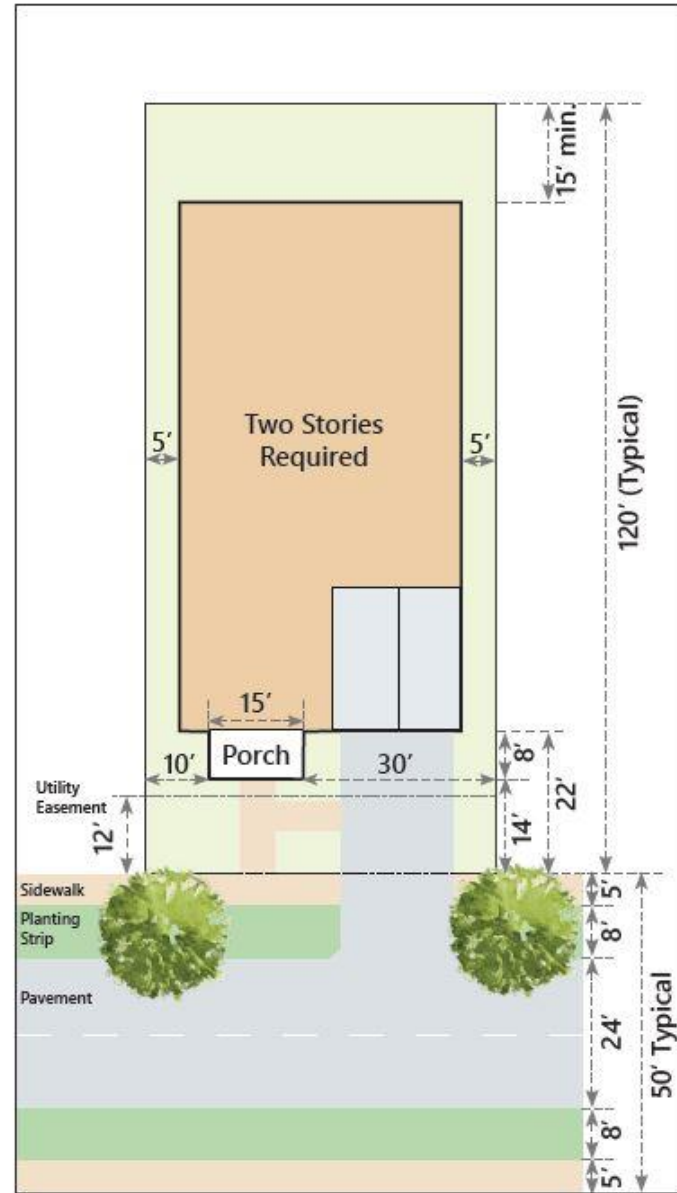 15’ min.
120’ (Typical)
Two Stories
Required
5’
5’
15’
Porch
10’
30’
8’
22’
14’
Utility
Easement
12’
Sidewalk
Planting
Strip
Pavement
5’
8’
24’
8’
5’
50’ Typical